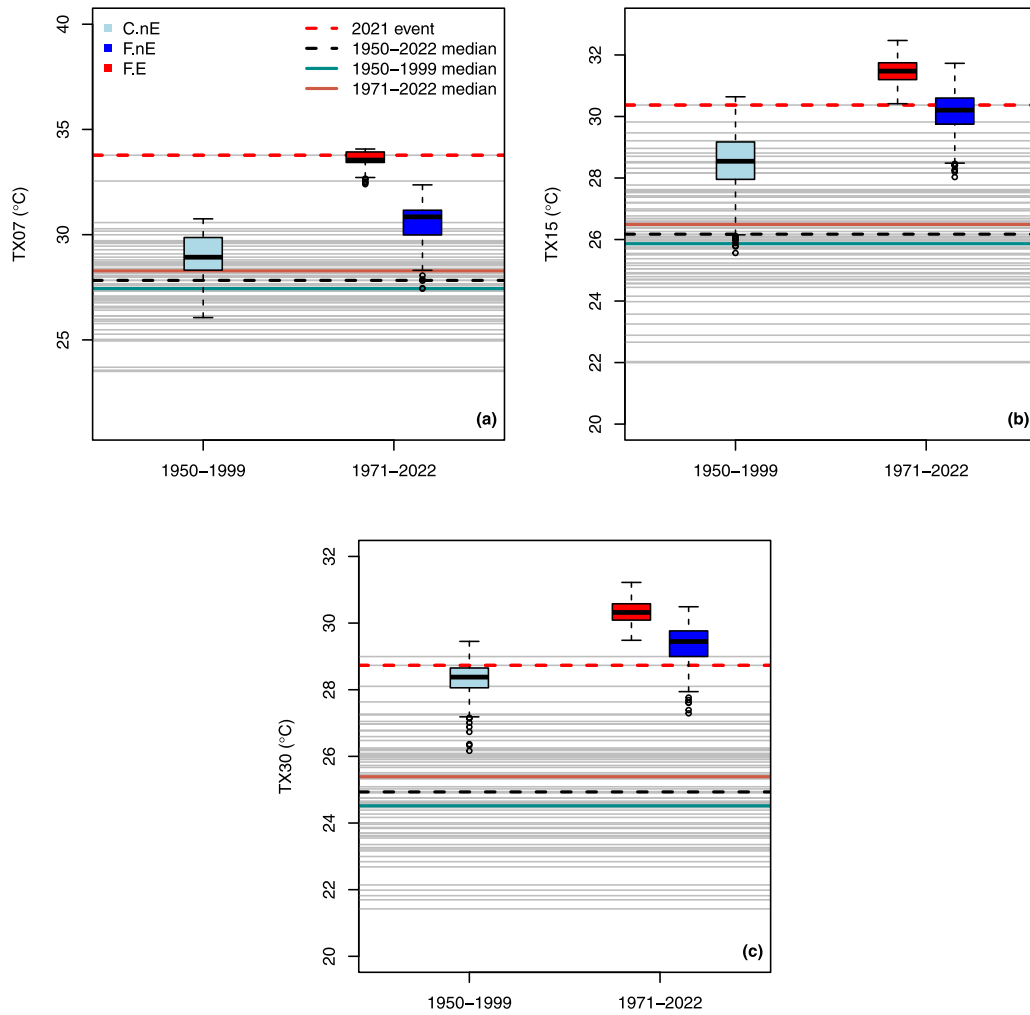 C.nE
F.nE
F.E
2021 event
1950−2022 median
1950−1999 median
1971−2022 median
TX07 (°C)
40
35
30
25
1950−1999
1971−2022
(a)
TX15 (°C)
32
30
28
26
24
22
20
1950−1999
1971−2022
(b)
TX30 (°C)
32
30
28
26
24
22
20
1950−1999
1971−2022
(c)